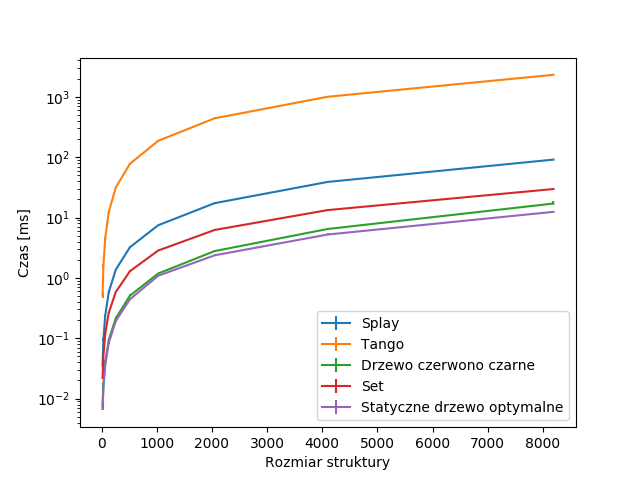 10³
10²
10¹
10⁰
10⁻¹
10⁻²
Czas [ms]
Splay
Tango
Drzewo czerwono czarne
Set
Statyczne drzewo optymalne
0 1000 2000 3000 4000 5000 6000 7000 8000
Rozmiar struktury